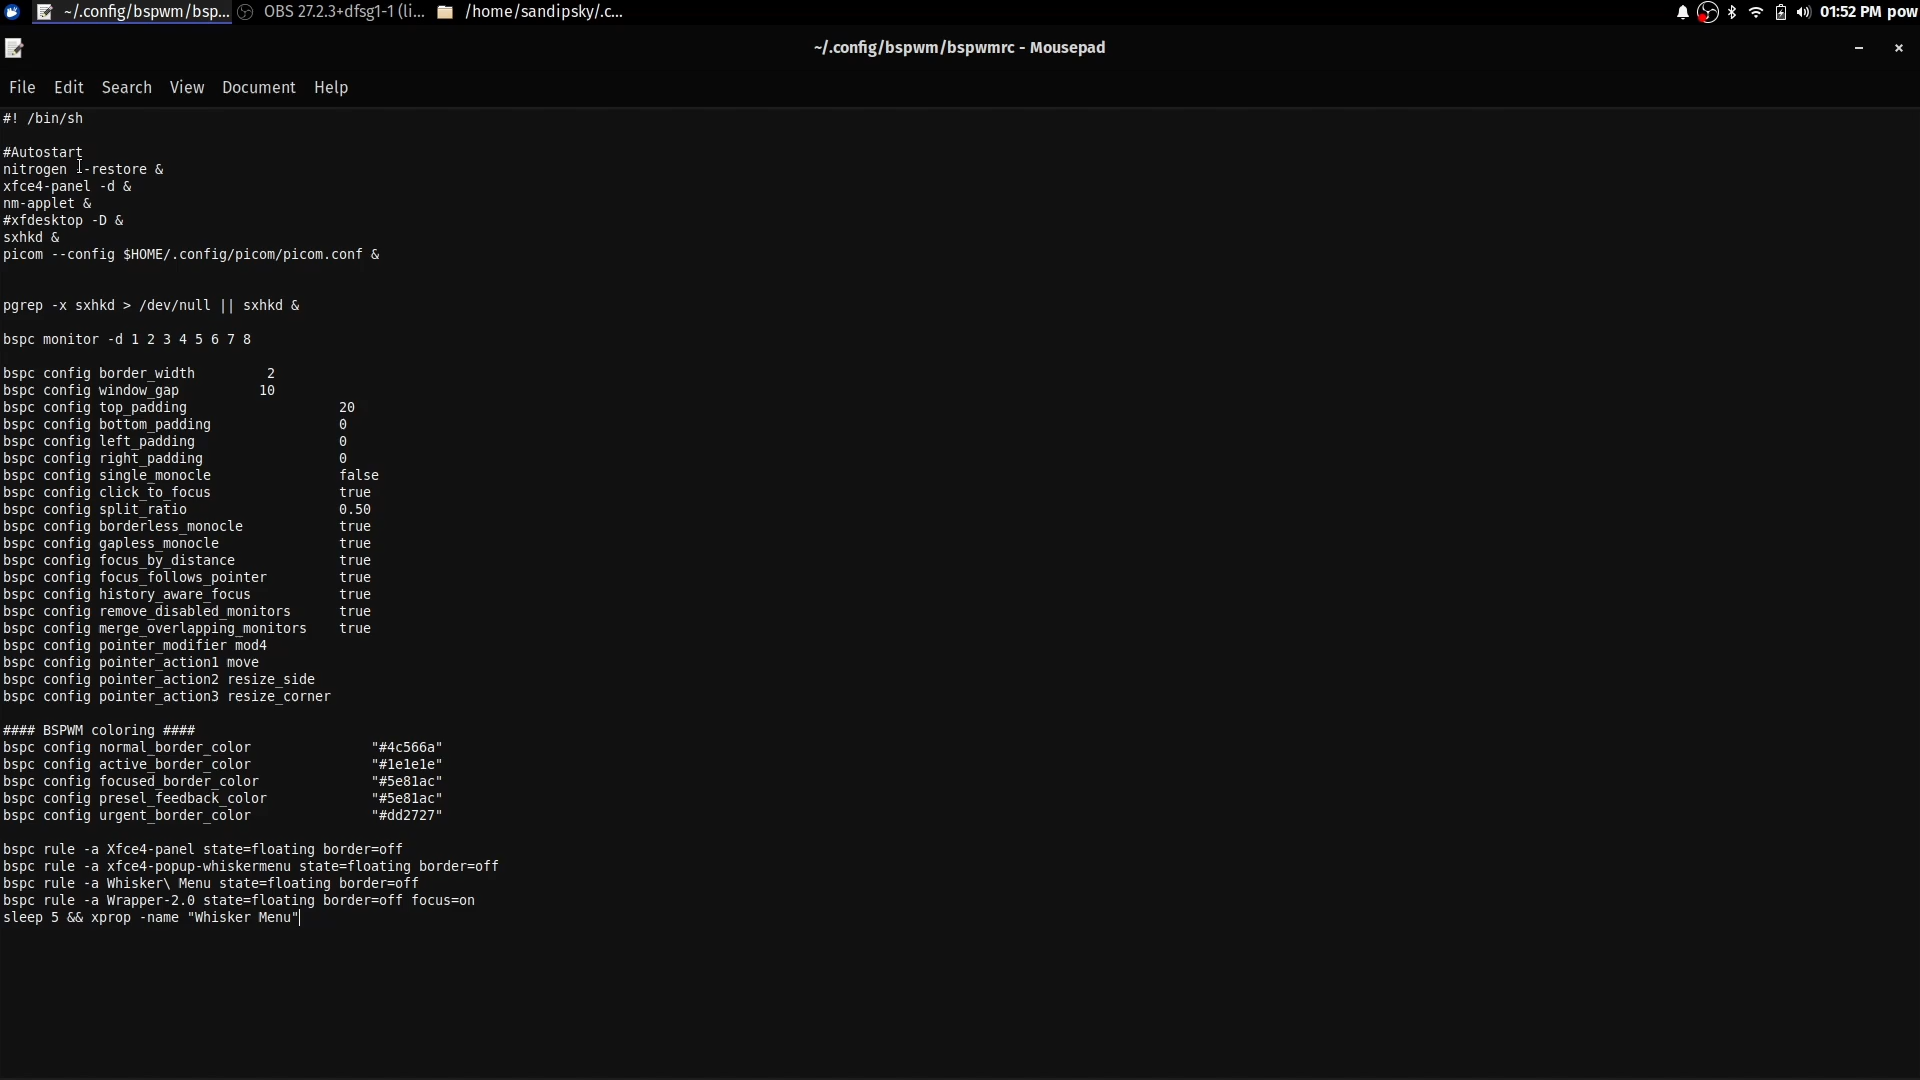 ~/.config/bspwm/bsp... OBS 27.2.3+dfsg1-1 (li... /home/sandipsky/.c... 01:52 PM pow
~/.config/bspwm/bspwmrc - Mousepad
File Edit Search View Document Help
#! /bin/sh
#Autostart
nitrogen --restore &
xfce4-panel -d &
nm-applet &
#xfdesktop -D &
sxhkd &
picom --config $HOME/.config/picom/picom.conf &
pgrep -x sxhkd > /dev/null || sxhkd &
bspc monitor -d 1 2 3 4 5 6 7 8
bspc config border_width 2
bspc config window_gap 10
bspc config top_padding 20
bspc config bottom_padding 0
bspc config left_padding 0
bspc config right_padding 0
bspc config single_monocle false
bspc config click_to_focus true
bspc config split_ratio 0.50
bspc config borderless_monocle true
bspc config gapless_monocle true
bspc config focus_by_distance true
bspc config focus_follows_pointer true
bspc config history_aware_focus true
bspc config remove_disabled_monitors true
bspc config merge_overlapping_monitors true
bspc config pointer_modifier mod4
bspc config pointer_action1 move
bspc config pointer_action2 resize_side
bspc config pointer_action3 resize_corner
#### BSPWM coloring ####
bspc config normal_border_color "#4c566a"
bspc config active_border_color "#1e1e1e"
bspc config focused_border_color "#5e81ac"
bspc config presel_feedback_color "#5e81ac"
bspc config urgent_border_color "#dd2727"
bspc rule -a Xfce4-panel state=floating border=off
bspc rule -a xfce4-popup-whiskermenu state=floating border=off
bspc rule -a Whisker\ Menu state=floating border=off
bspc rule -a Wrapper-2.0 state=floating border=off focus=on
sleep 5 && xprop -name "Whisker Menu"